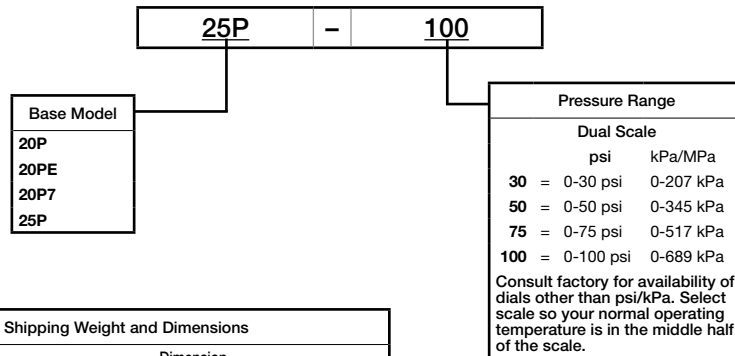 25P – 100
Base Model
20P
20PE
20P7
25P
Pressure Range
Dual Scale
psi kPa/MPa
30 = 0-30 psi 0-207 kPa
50 = 0-50 psi 0-345 kPa
75 = 0-75 psi 0-517 kPa
100 = 0-100 psi 0-689 kPa
Consult factory for availability of
dials other than psi/kPa. Select
scale so your normal operating
temperature is in the middle half
of the scale.
Shipping Weight and Dimensions
Dimension